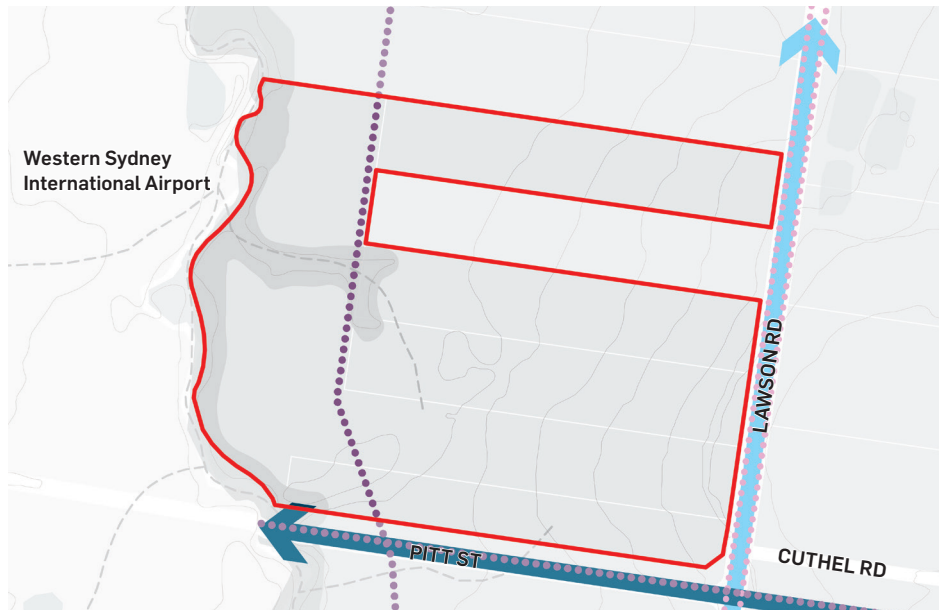 Western Sydney
International Airport
LAWSON RD
PITT ST
CUTHEL RD